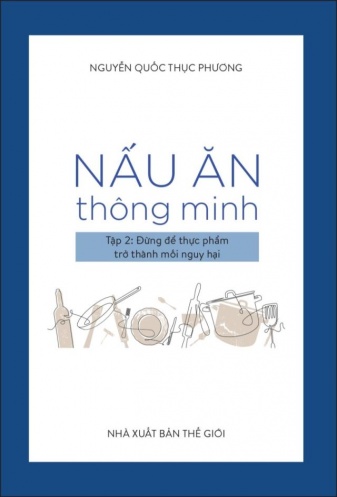 NGUYỄN QUỐC THỤC PHƯƠNG
NẤU ĂN
thông minh
Tập 2: Đừng để thực phẩm
trở thành mối nguy hại
NHÀ XUẤT BẢN THẾ GIỚI